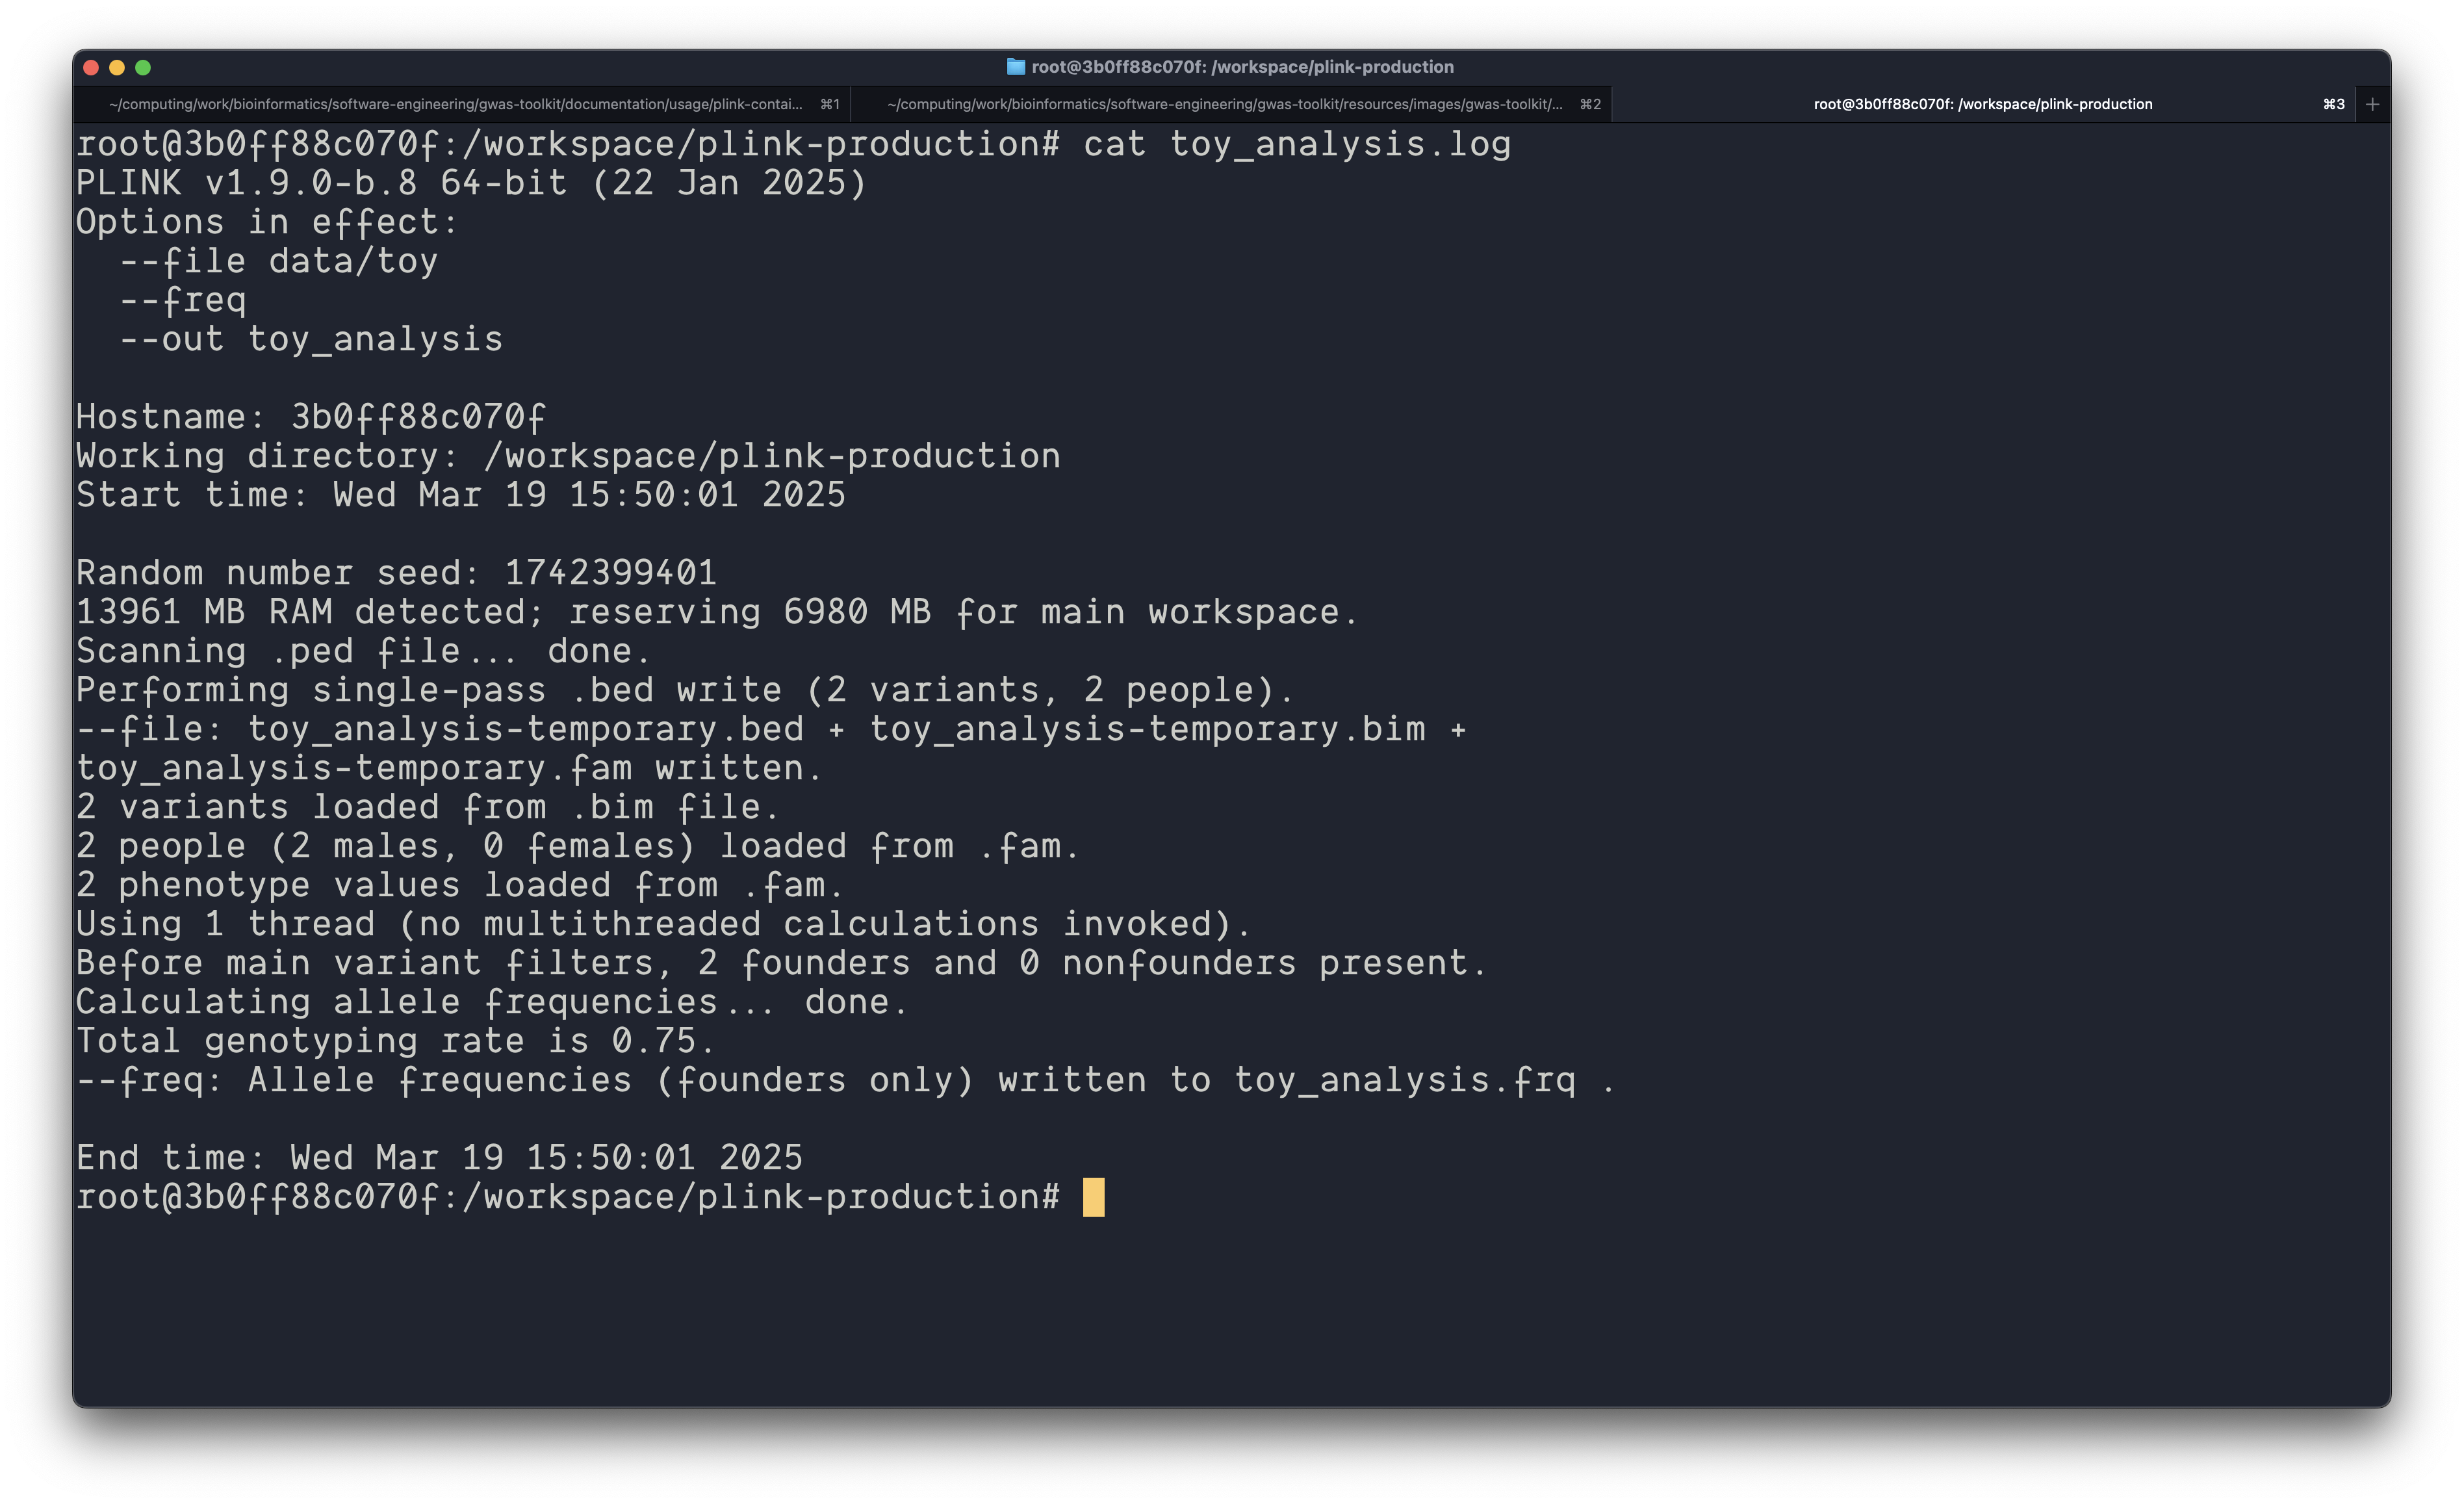 root@3b0ff88c070f: /workspace/plink-production
~/computing/work/bioinformatics/software-engineering/gwas-toolkit/documentation/usage/plink-contai... ⌘1
~/computing/work/bioinformatics/software-engineering/gwas-toolkit/resources/images/gwas-toolkit/... ⌘2
root@3b0ff88c070f: /workspace/plink-production ⌘3 +
root@3b0ff88c070f:/workspace/plink-production# cat toy_analysis.log
PLINK v1.9.0-b.8 64-bit (22 Jan 2025)
Options in effect:
  --file data/toy
  --freq
  --out toy_analysis
Hostname: 3b0ff88c070f
Working directory: /workspace/plink-production
Start time: Wed Mar 19 15:50:01 2025
Random number seed: 1742399401
13961 MB RAM detected; reserving 6980 MB for main workspace.
Scanning .ped file... done.
Performing single-pass .bed write (2 variants, 2 people).
--file: toy_analysis-temporary.bed + toy_analysis-temporary.bim +
toy_analysis-temporary.fam written.
2 variants loaded from .bim file.
2 people (2 males, 0 females) loaded from .fam.
2 phenotype values loaded from .fam.
Using 1 thread (no multithreaded calculations invoked).
Before main variant filters, 2 founders and 0 nonfounders present.
Calculating allele frequencies... done.
Total genotyping rate is 0.75.
--freq: Allele frequencies (founders only) written to toy_analysis.frq .
End time: Wed Mar 19 15:50:01 2025
root@3b0ff88c070f:/workspace/plink-production#